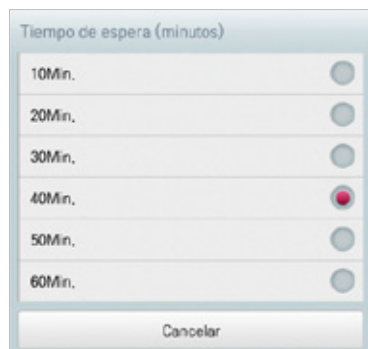 Tiempo de espera (minutos)
10Min.
20Min.
30Min.
40Min.
50Min.
60Min.
Cancelar